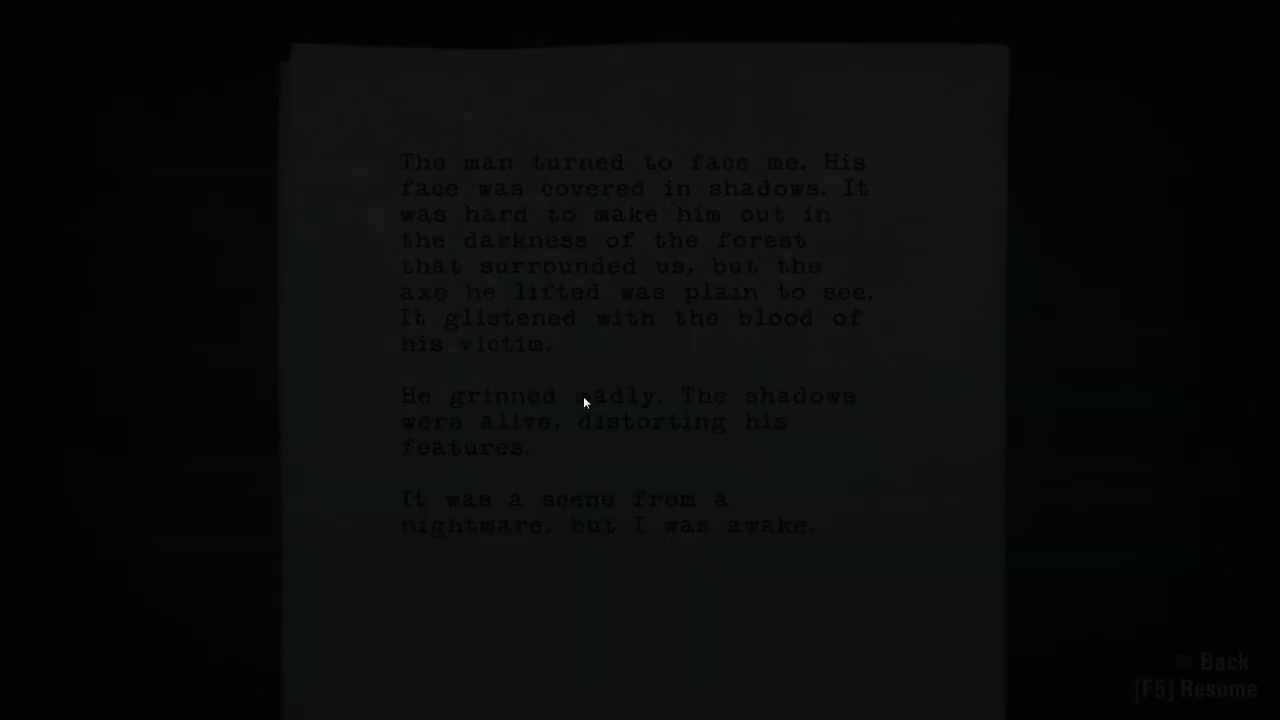 The man turned to face me. His
face was covered in shadows. It
was hard to make him out in
the darkness of the forest
that surrounded us, but the
axe he lifted was plain to see.
It glistened with the blood of
his victim.
He grinned madly. The shadows
were alive, distorting his
features.
It was a scene from a
nightmare, but I was awake.
Back
[F5] Resume